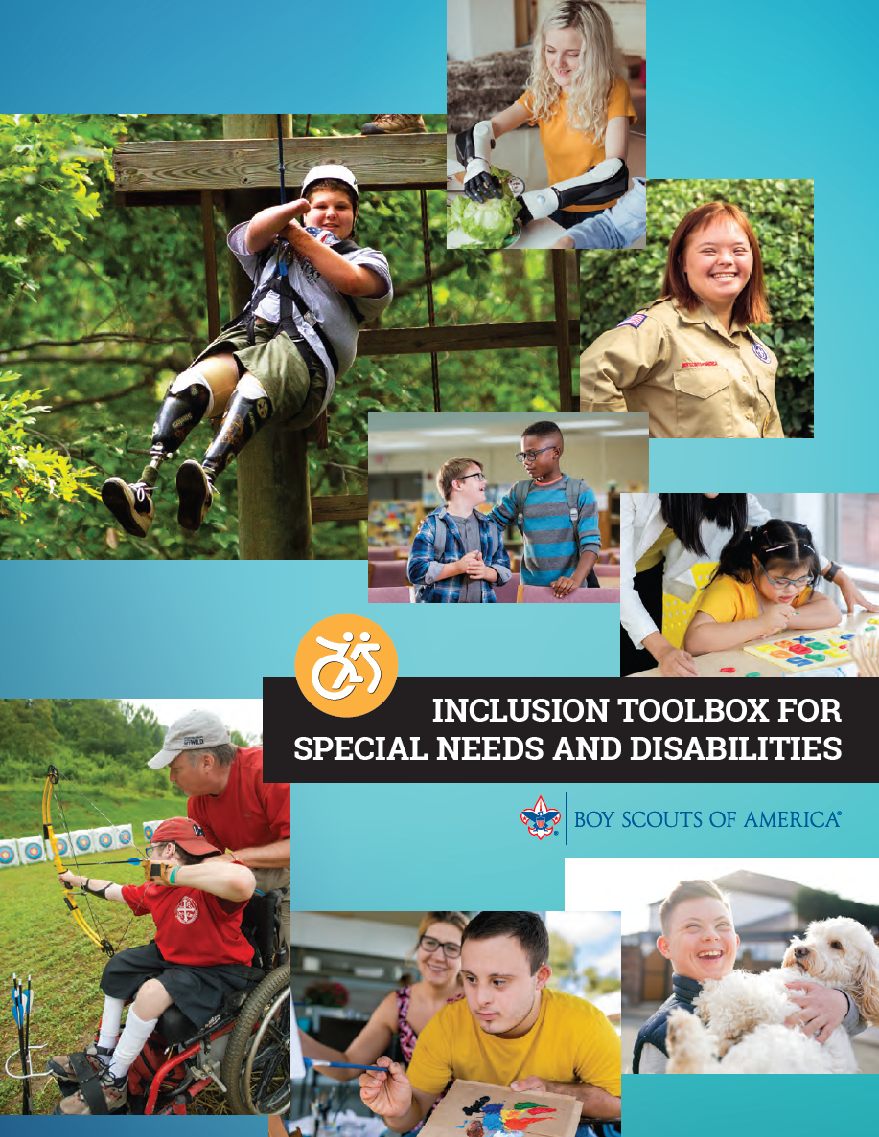 INCLUSION TOOLBOX FOR
SPECIAL NEEDS AND DISABILITIES
BOY SCOUTS OF AMERICA®